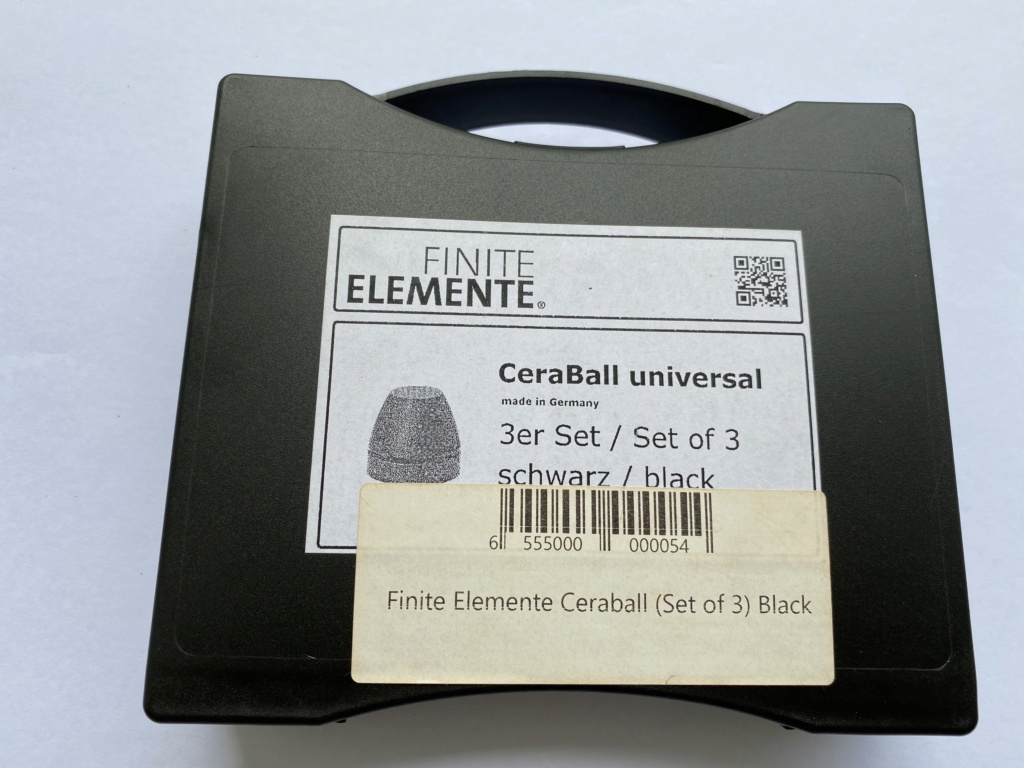 FINITE
ELEMENTE®
CeraBall universal
made in Germany
3er Set / Set of 3
schwarz / black
6 555000 000054
Finite Elemente Ceraball (Set of 3) Black